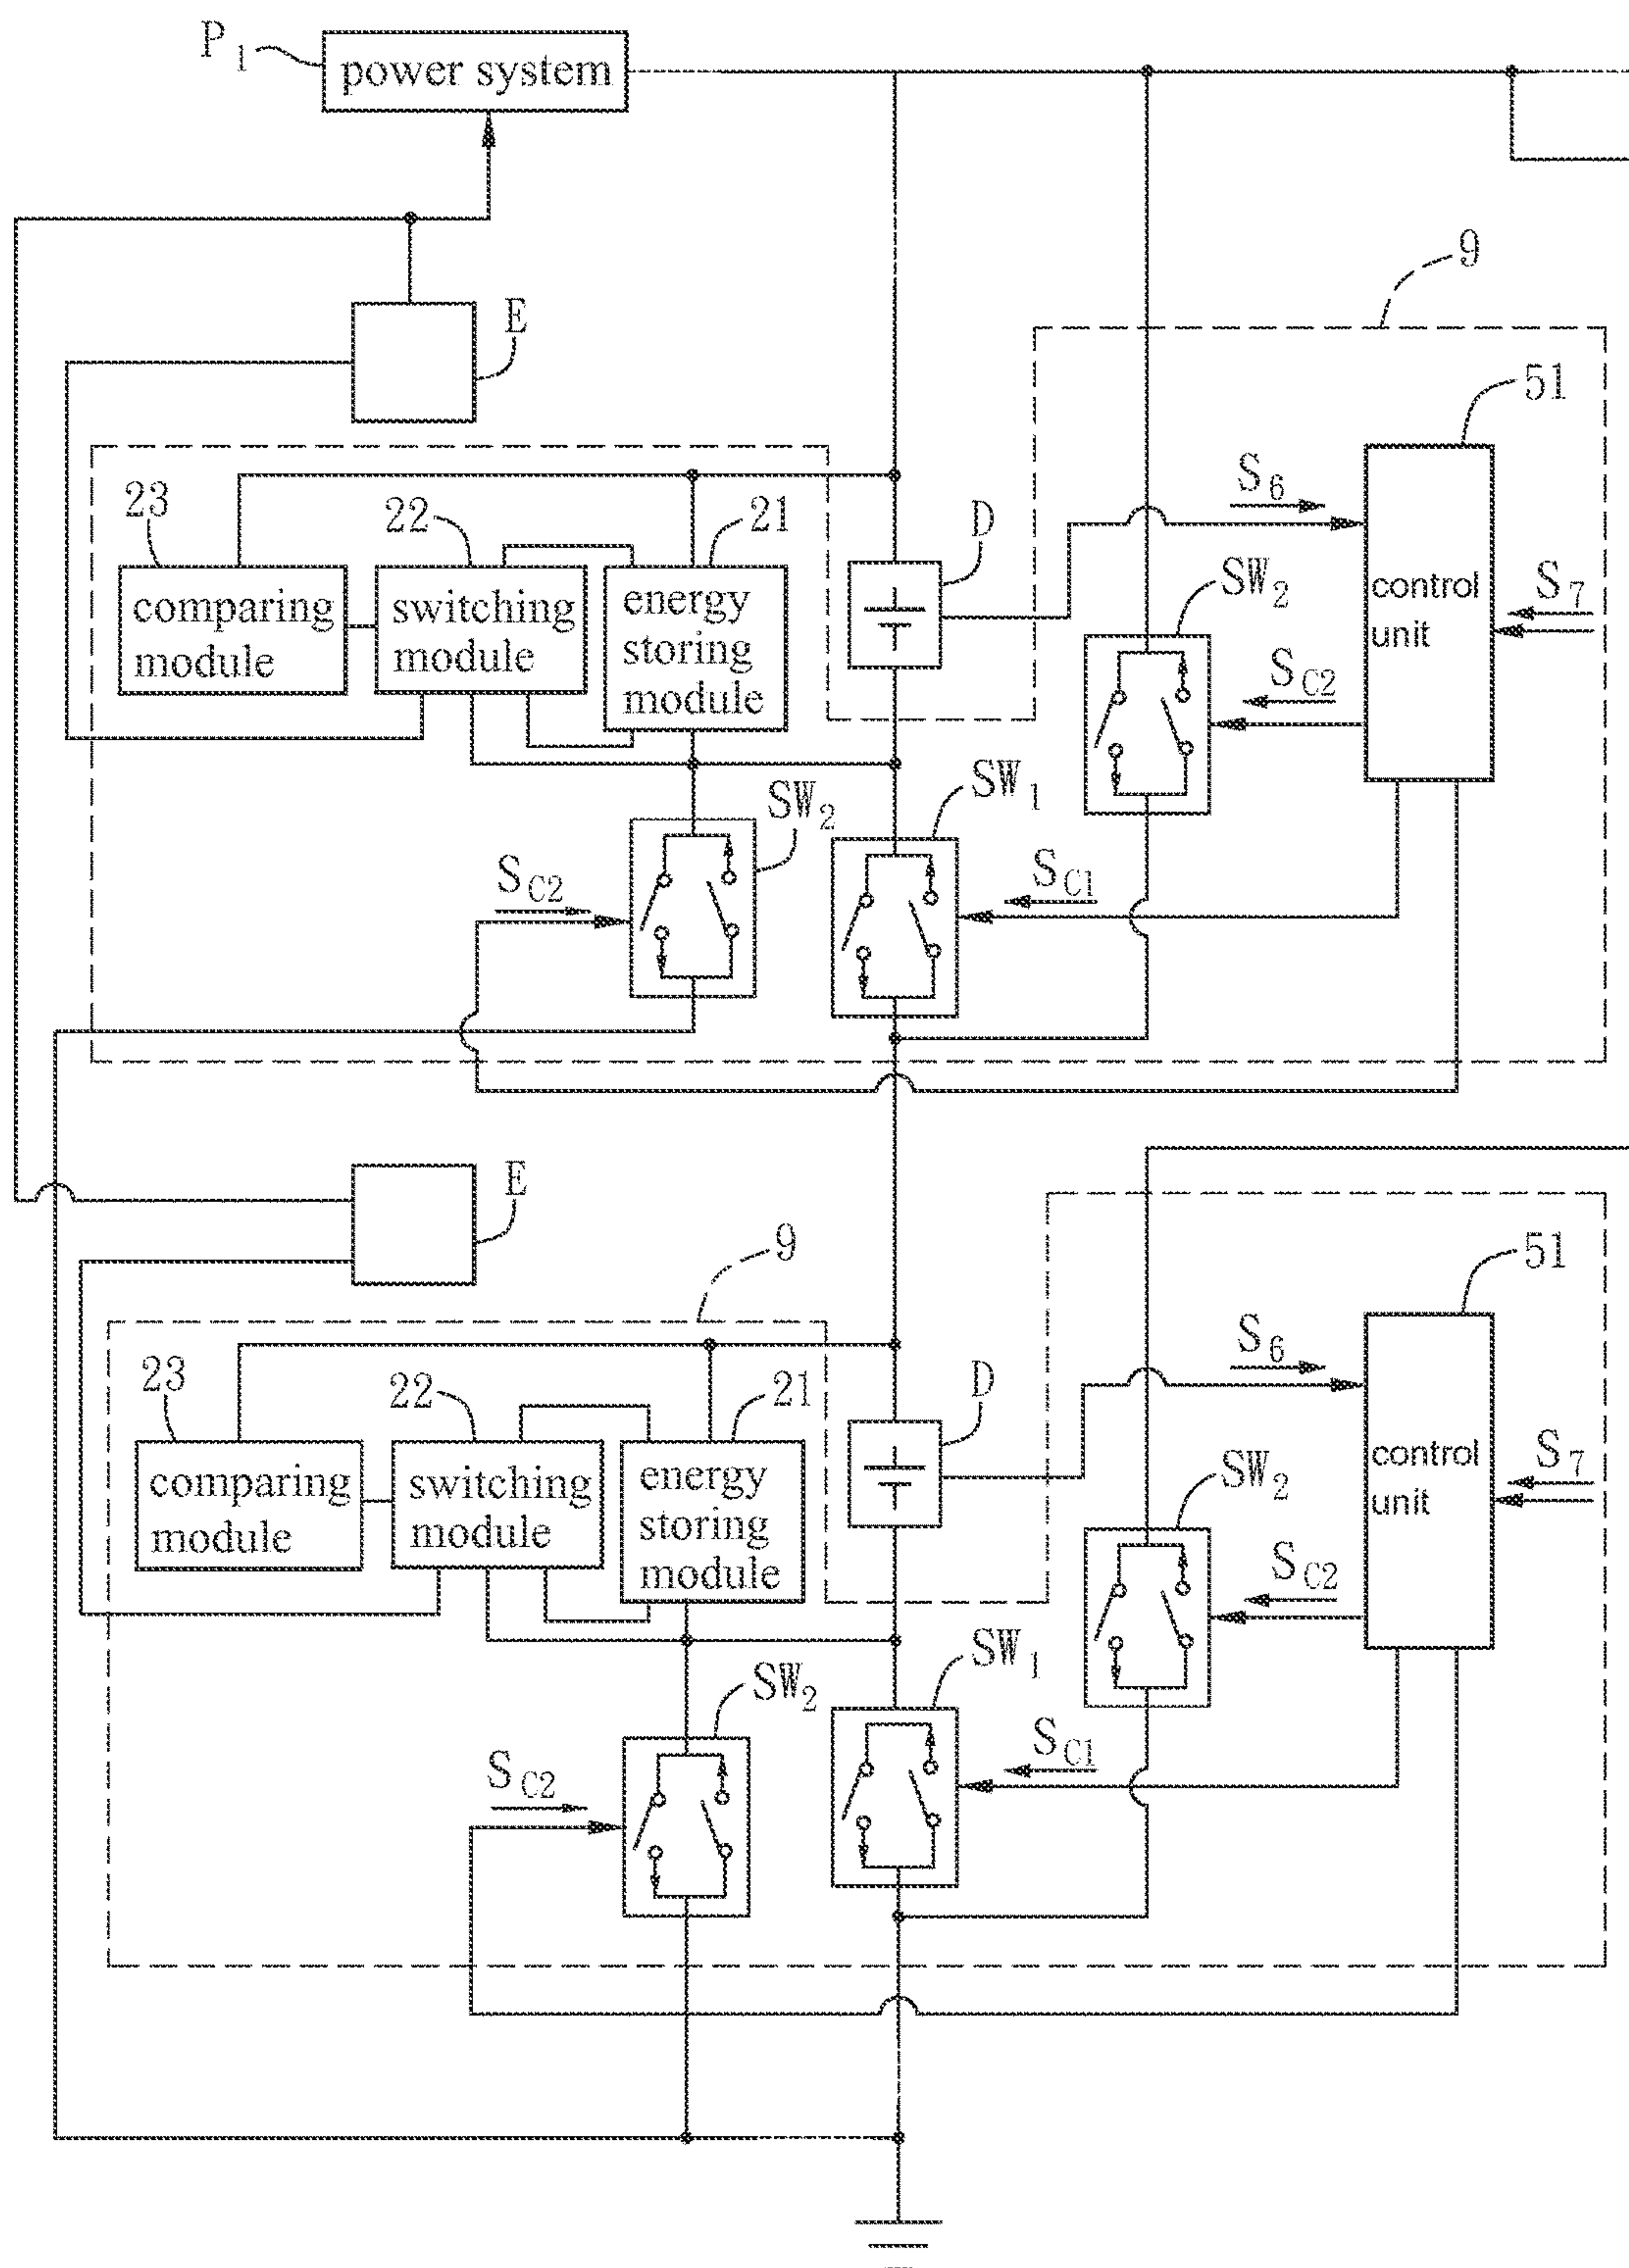 P1
power system
E
9
51
S6
23
22
21
D
S7
comparing
module
switching
module
energy
storing
module
SW2
control
unit
SC2
SW1
SW2
SC2
SC1
E
9
51
S6
23
22
21
D
S7
comparing
module
switching
module
energy
storing
module
SW2
control
unit
SC2
SW1
SW2
SC2
SC1